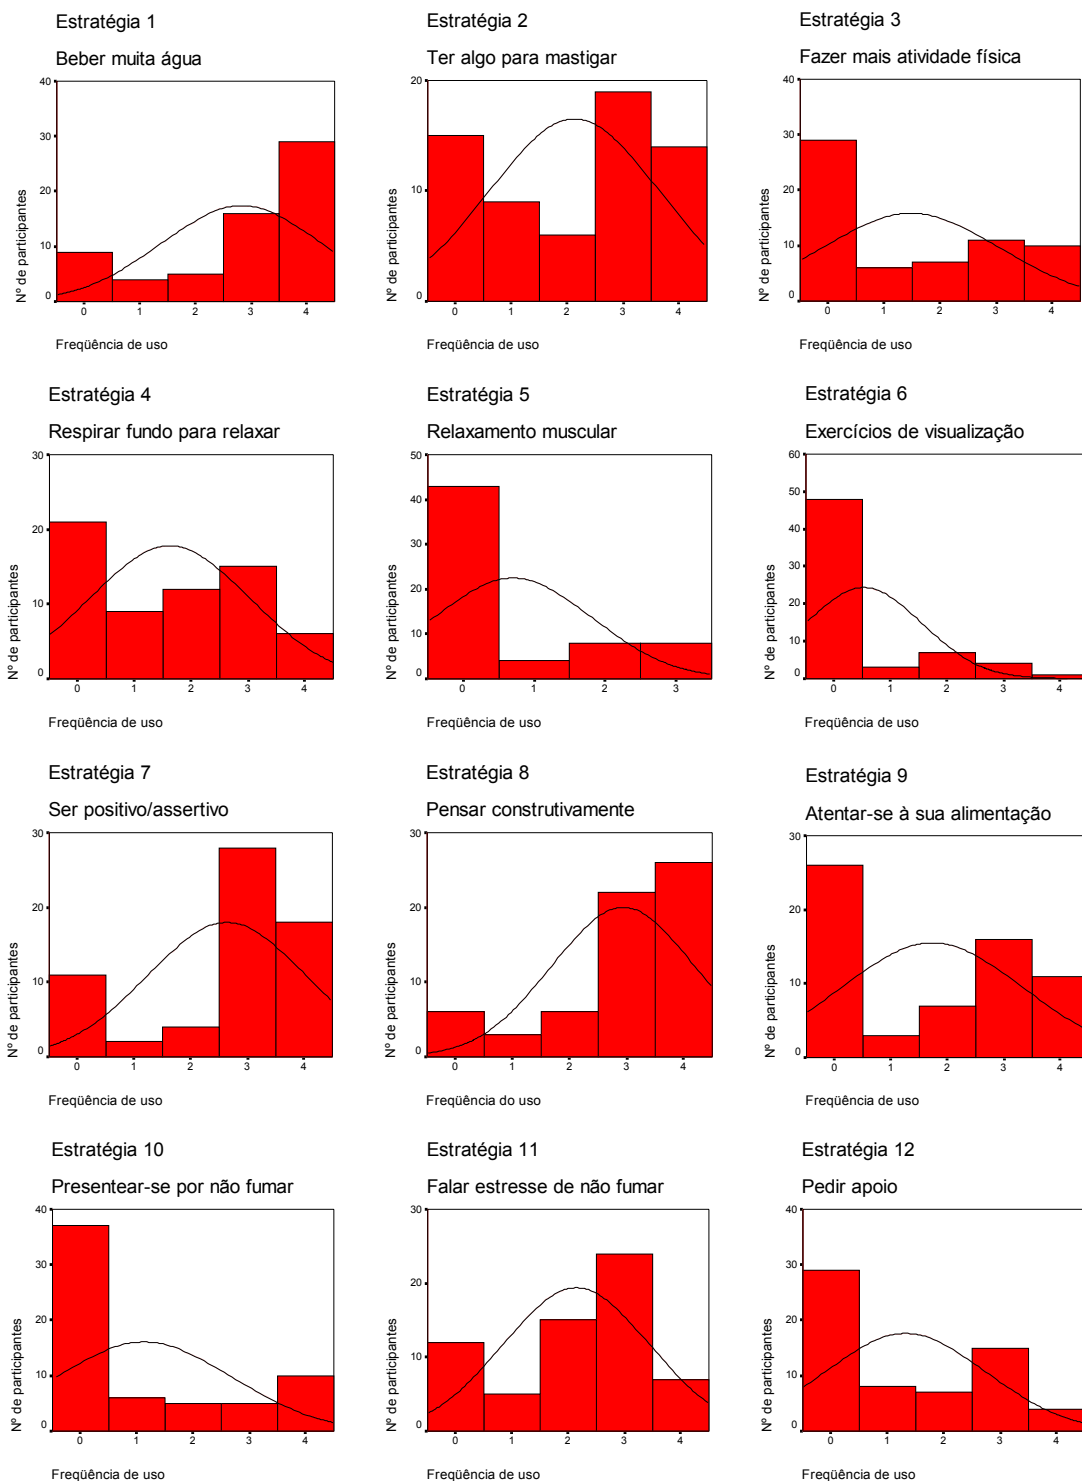 Estratégia 1
Beber muita água
40
30
20
10
0
Nº de participantes
0 1 2 3 4
Freqüência de uso
Estratégia 2
Ter algo para mastigar
20
10
0
Nº de participantes
0 1 2 3 4
Freqüência de uso
Estratégia 3
Fazer mais atividade física
40
30
20
10
0
Nº de participantes
0 1 2 3 4
Freqüência de uso
Estratégia 4
Respirar fundo para relaxar
30
20
10
0
Nº de participantes
0 1 2 3 4
Freqüência de uso
Estratégia 5
Relaxamento muscular
50
40
30
20
10
0
Nº de participantes
0 1 2 3
Freqüência de uso
Estratégia 6
Exercícios de visualização
60
50
40
30
20
10
0
Nº de participantes
0 1 2 3 4
Freqüência de uso
Estratégia 7
Ser positivo/assertivo
30
20
10
0
Nº de participantes
0 1 2 3 4
Freqüência de uso
Estratégia 8
Pensar construtivamente
30
20
10
0
Nº de participantes
0 1 2 3 4
Freqüência do uso
Estratégia 9
Atentar-se à sua alimentação
30
20
10
0
Nº de participantes
0 1 2 3 4
Freqüência de uso
Estratégia 10
Presentear-se por não fumar
40
30
20
10
0
Nº de participantes
0 1 2 3 4
Freqüência de uso
Estratégia 11
Falar estresse de não fumar
30
20
10
0
Nº de participantes
0 1 2 3 4
Freqüência de uso
Estratégia 12
Pedir apoio
40
30
20
10
0
Nº de participantes
0 1 2 3 4
Freqüência de uso